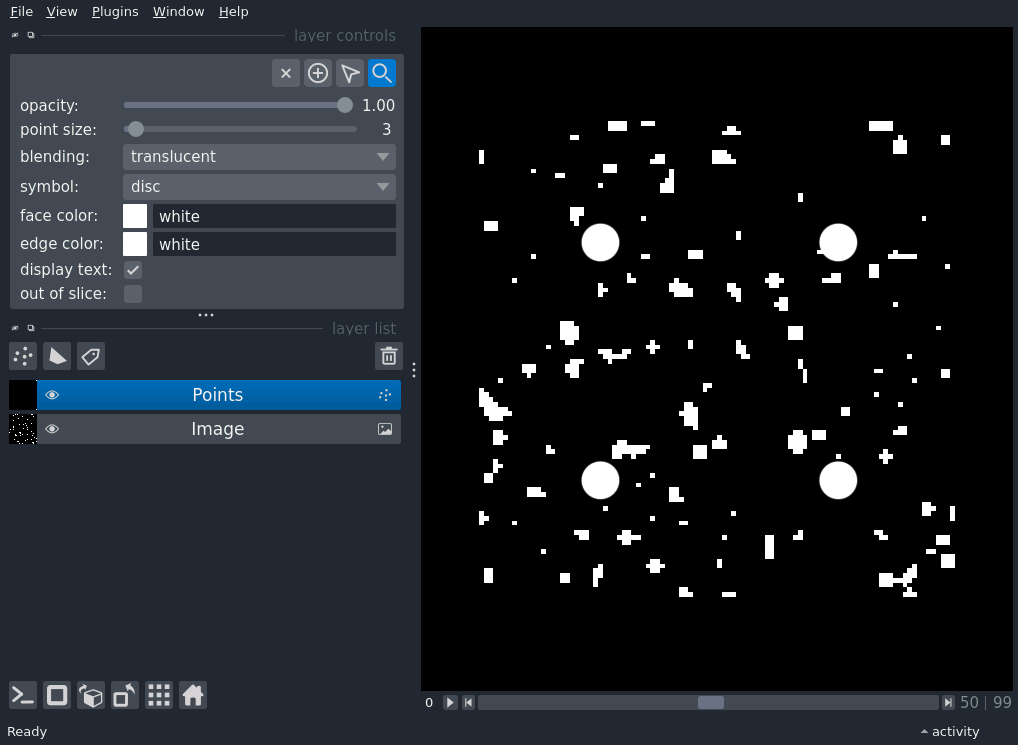 File View Plugins Window Help
layer controls
opacity: 1.00
point size: 3
blending: translucent
symbol: disc
face color: white
edge color: white
display text:
out of slice:
layer list
Points
Image
0 50 | 99
Ready activity